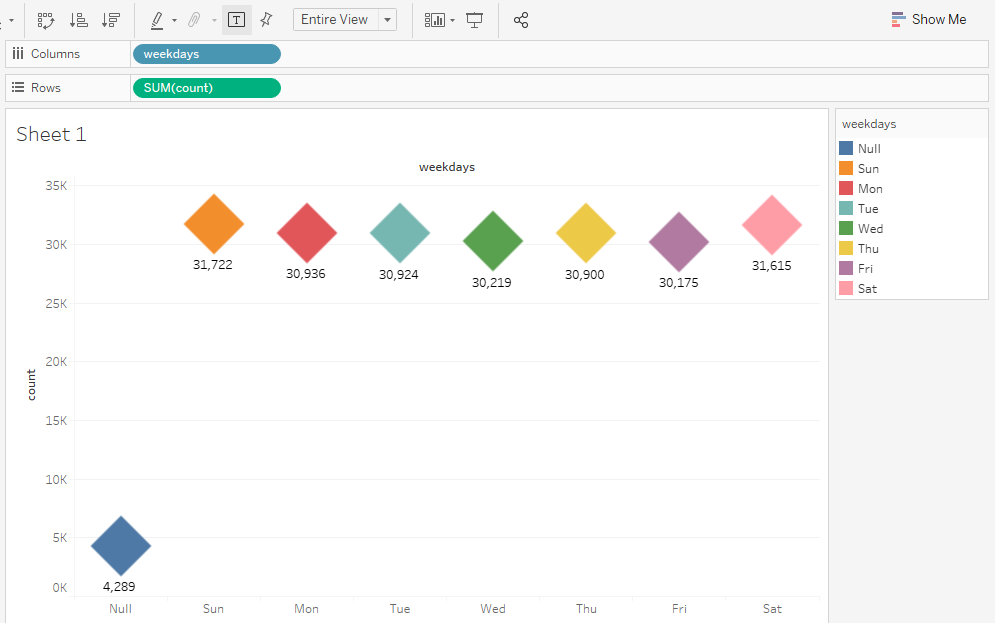 T Entire View Show Me
Columns weekdays
Rows SUM(count)
Sheet 1
weekdays
weekdays
Null
Sun
Mon
Tue
Wed
Thu
Fri
Sat
35K
30K
25K
20K
15K
10K
5K
0K
count
31,722
30,936
30,924
30,219
30,900
30,175
31,615
4,289
Null Sun Mon Tue Wed Thu Fri Sat